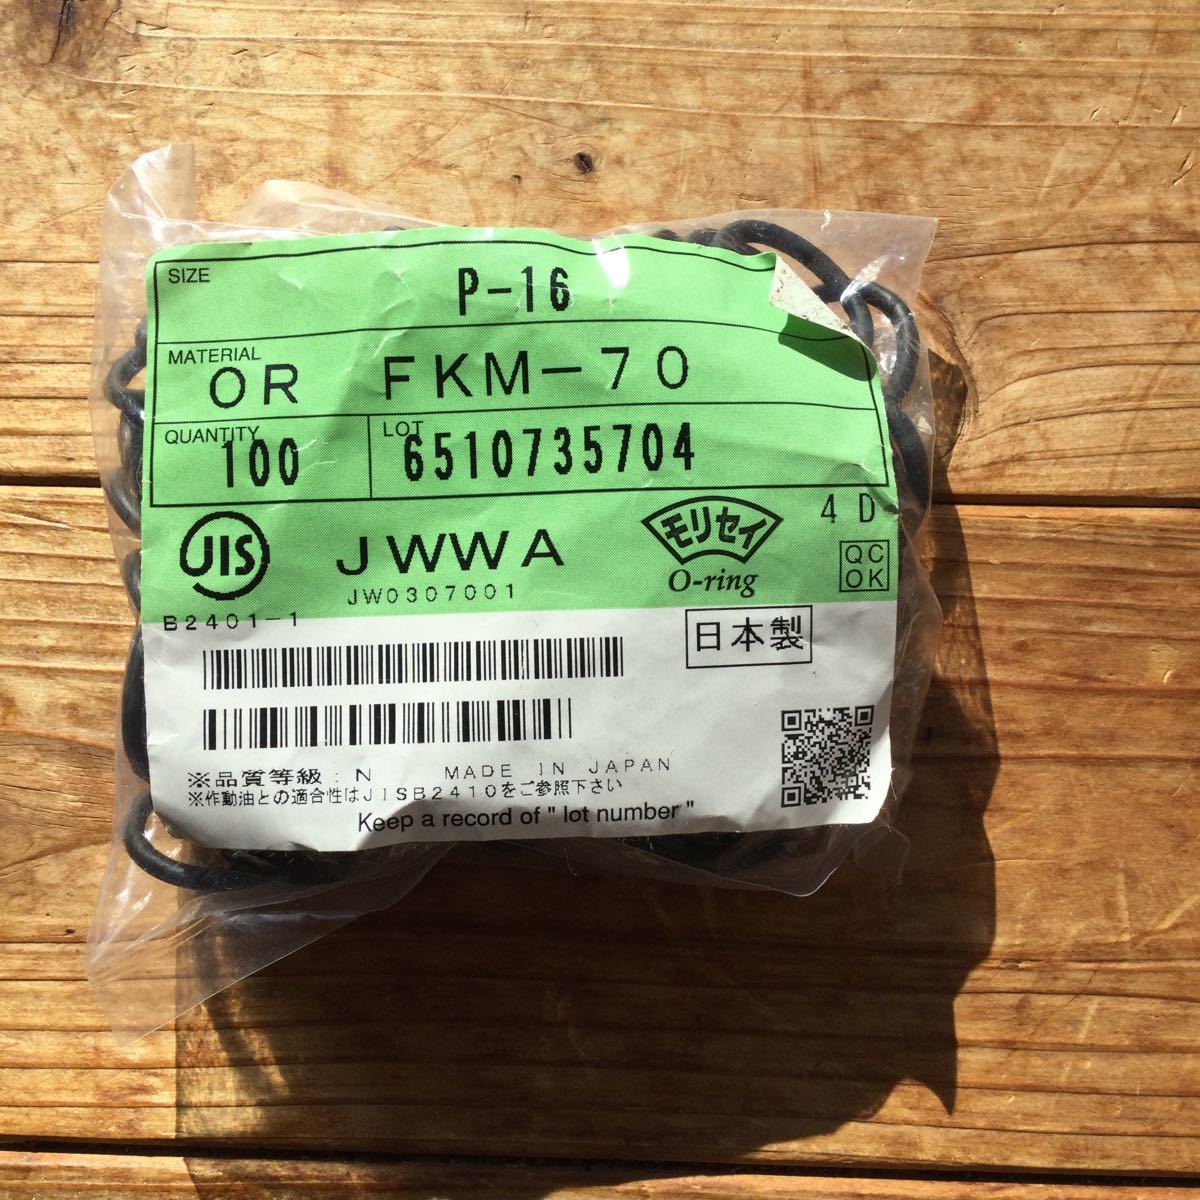 SIZE
P-16
MATERIAL
OR FKM-70
QUANTITY
100
LOT
6510735704
JIS
B2401-1
JWWA
JW0307001
モリセイ
O-ring
4 D
QC
OK
日本製
※品質等級:N MADE IN JAPAN
※作動油との適合性はJISB2410をご参照下さい
Keep a record of " lot number "